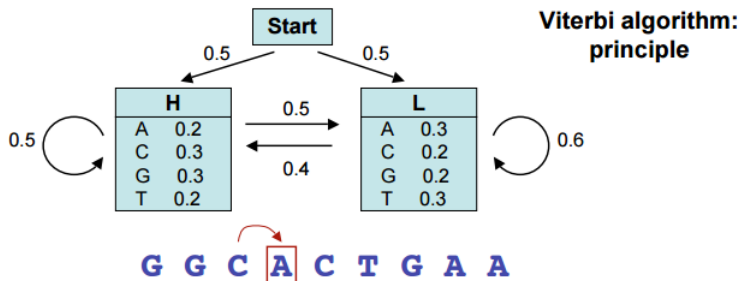 Start
Viterbi algorithm:
principle
0.5 0.5
H
A 0.2
C 0.3
G 0.3
T 0.2
0.5
0.5
0.4
L
A 0.3
C 0.2
G 0.2
T 0.3
0.6
G G C A C T G A A